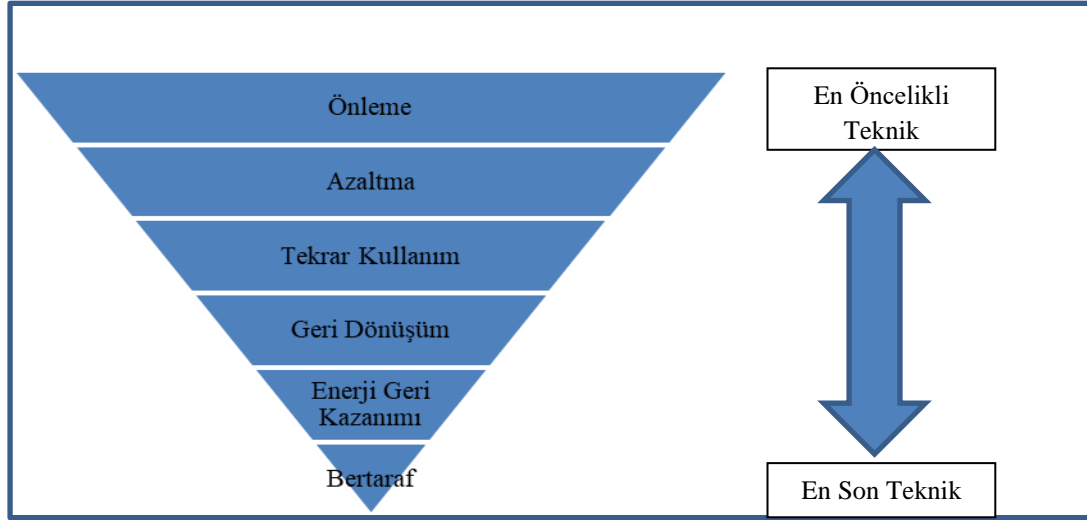 Önleme
Azaltma
Tekrar Kullanım
Geri Dönüşüm
Enerji Geri
Kazanımı
Bertaraf
En Öncelikli
Teknik
En Son Teknik